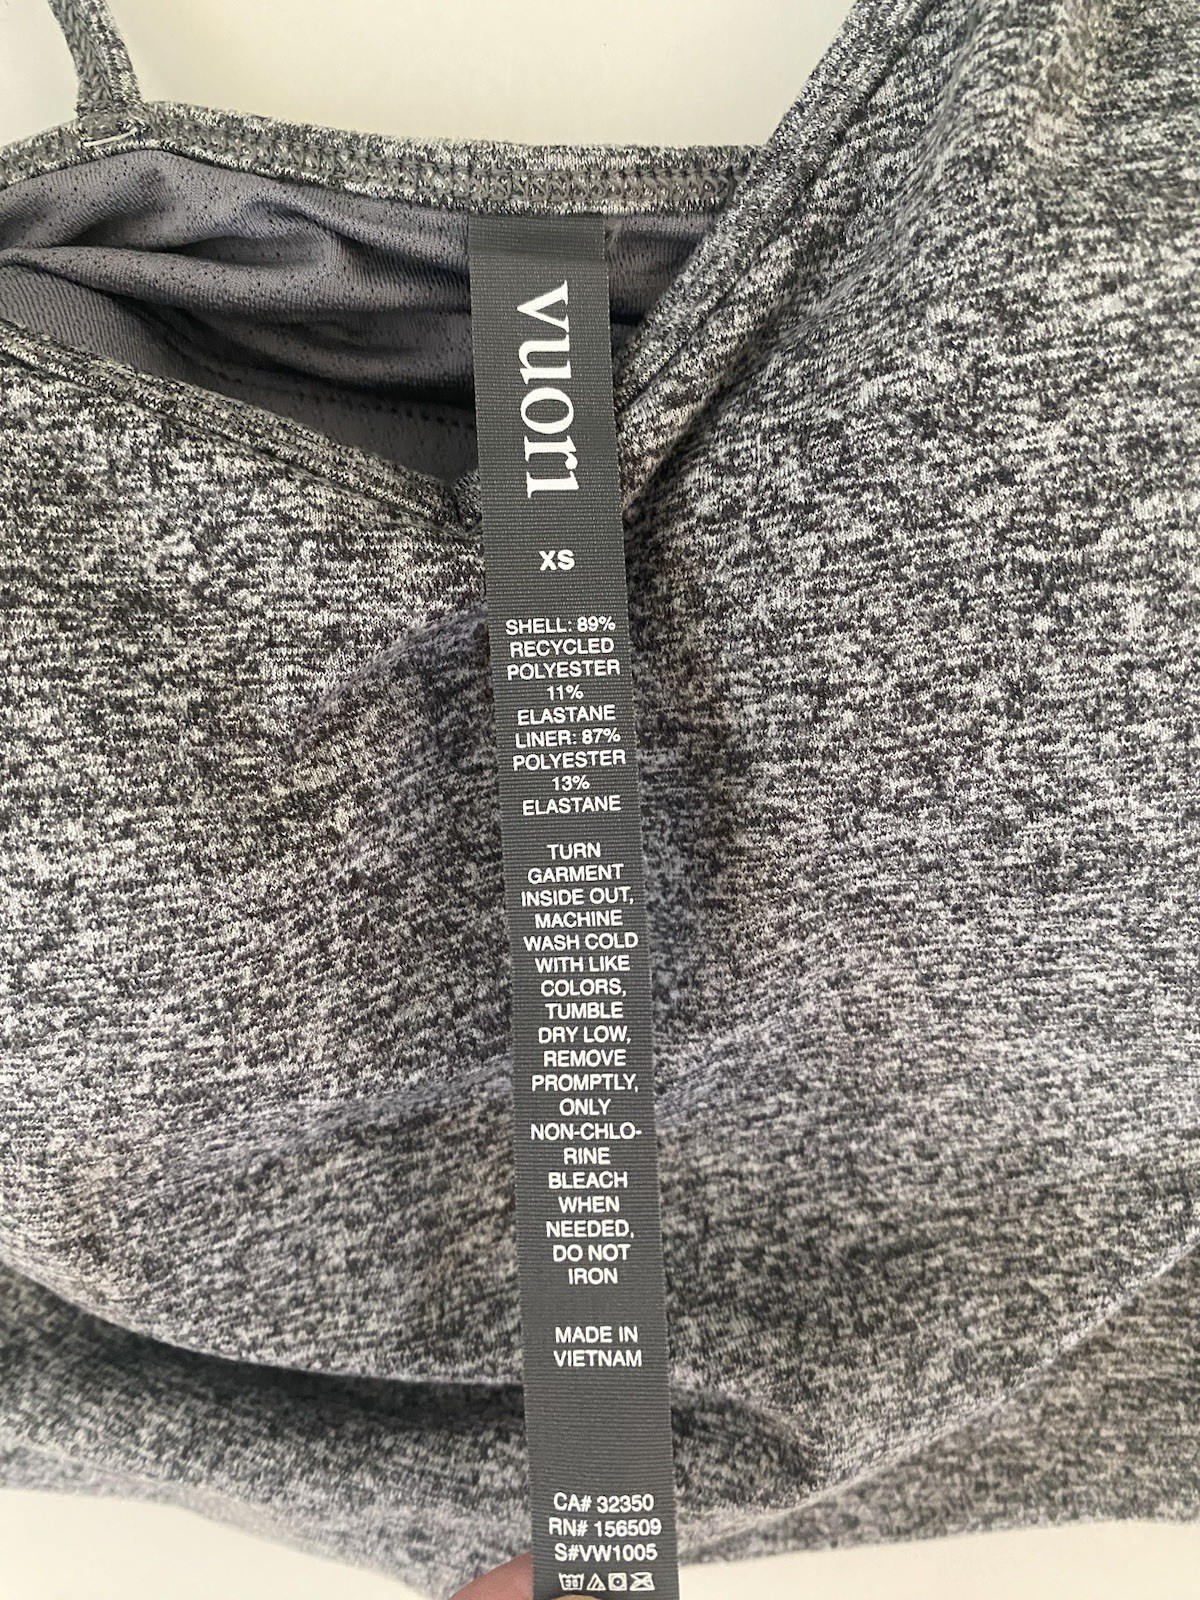 vuori
XS
SHELL: 89%
RECYCLED
POLYESTER
11%
ELASTANE
LINER: 87%
POLYESTER
13%
ELASTANE
TURN
GARMENT
INSIDE OUT,
MACHINE
WASH COLD
WITH LIKE
COLORS,
TUMBLE
DRY LOW,
REMOVE
PROMPTLY,
ONLY
NON-CHLO-
RINE
BLEACH
WHEN
NEEDED,
DO NOT
IRON
MADE IN
VIETNAM
CA# 32350
RN# 156509
S#VW1005